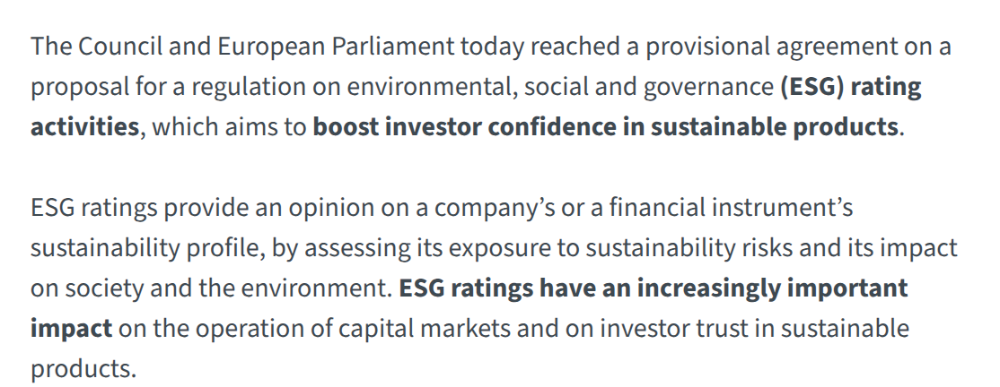 The Council and European Parliament today reached a provisional agreement on a
proposal for a regulation on environmental, social and governance (ESG) rating
activities, which aims to boost investor confidence in sustainable products.
ESG ratings provide an opinion on a company’s or a financial instrument’s
sustainability profile, by assessing its exposure to sustainability risks and its impact
on society and the environment. ESG ratings have an increasingly important
impact on the operation of capital markets and on investor trust in sustainable
products.